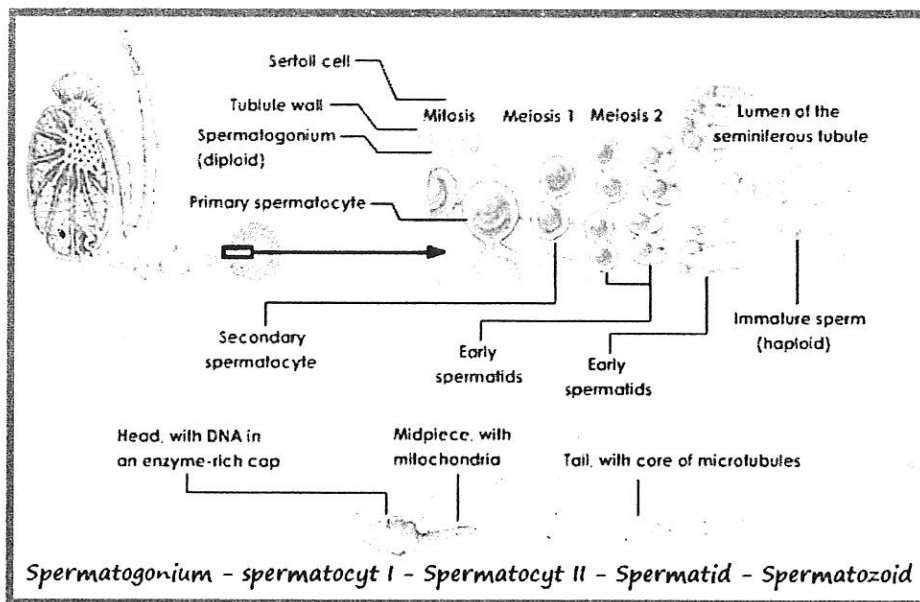 Sertoli cell
Tublule wall
Mitosis
Meiosis 1
Meiosis 2
Lumen of the
seminiferous tubule
Spermatogonium
(diploid)
Primary spermatocyte
Secondary
spermatocyte
Early
spermatids
Early
spermatids
Immature sperm
(haploid)
Head, with DNA in
an enzyme-rich cap
Midpiece, with
mitochondria
Tail, with core of microtubules
Spermatogonium - spermatocyt I - Spermatocyt II - Spermatid - Spermatozoid